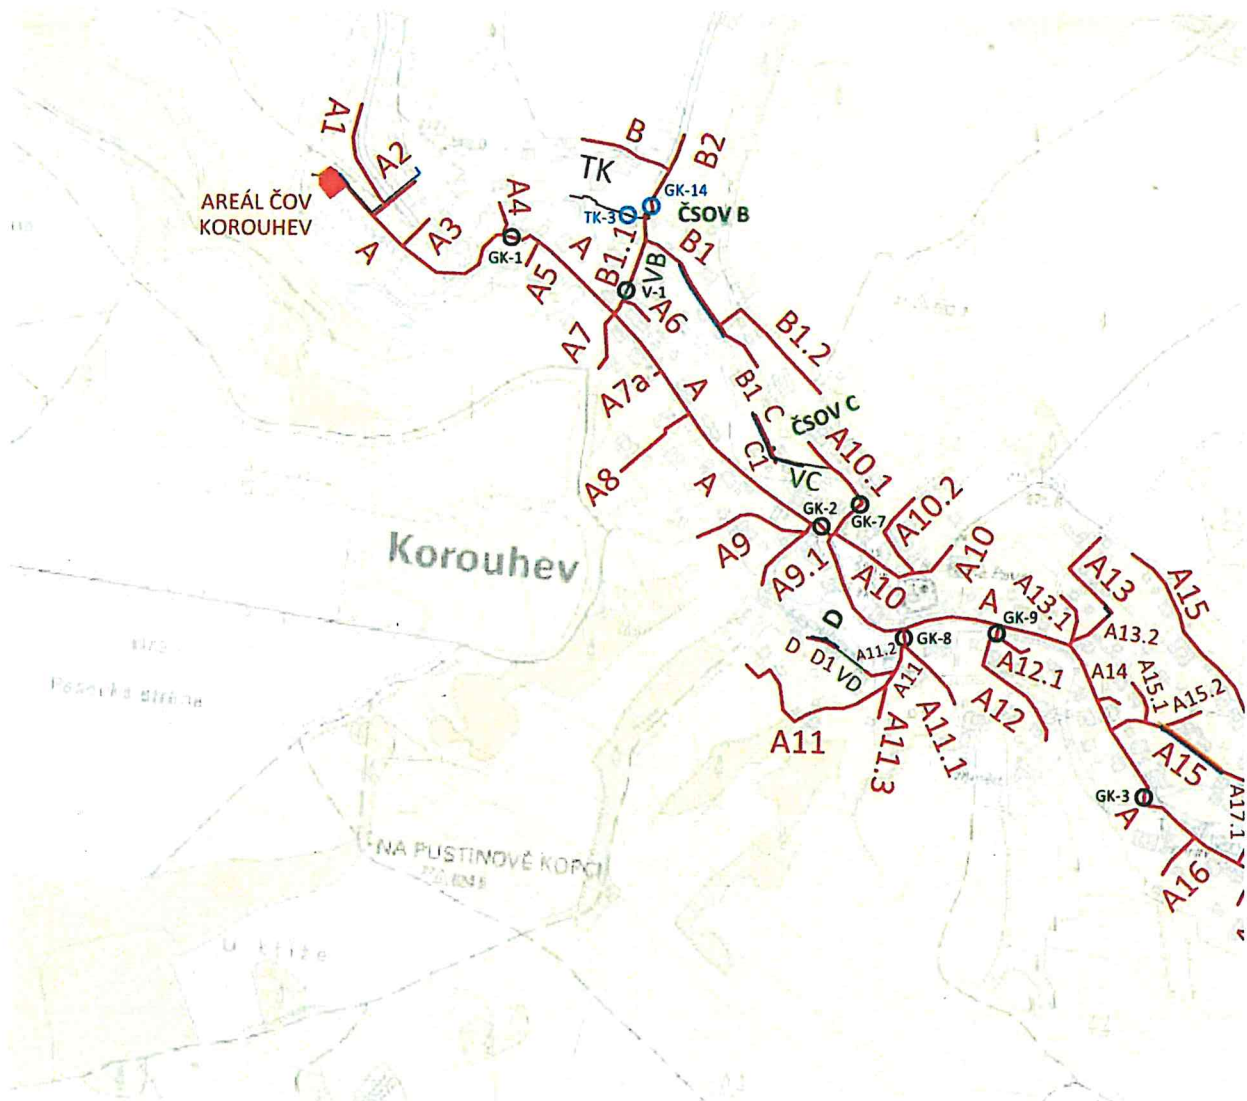 A1
A2
AREÁL ČOV
KOROUHEV
A
A3
A4
GK-1
A5
A
B
B2
TK
GK-14
TK-3
ČSOV B
B1.1
VB
B1
V-1
A6
A7
B1.2
A7a
A
B1
C
ČSOV C
C1
VC
A10.1
A8
A
GK-2
GK-7
A10.2
A9
A9.1
A10
A10
Korouhev
A13
A15
A13.1
A
GK-9
A13.2
D
GK-8
A11.2
D
D1
VD
A11
A12.1
A14
A15.1
A15.2
A12
A11
A11.3
A11.1
A15
GK-3
A
A17.1
A16
NA PUSTINOVĚ KOPCI